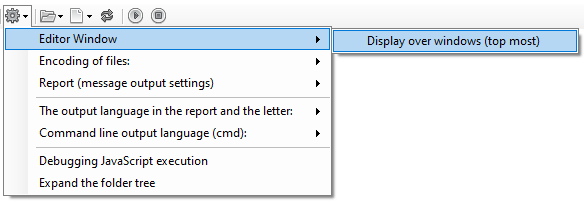 Editor Window
Display over windows (top most)
Encoding of files:
Report (message output settings)
The output language in the report and the letter:
Command line output language (cmd):
Debugging JavaScript execution
Expand the folder tree